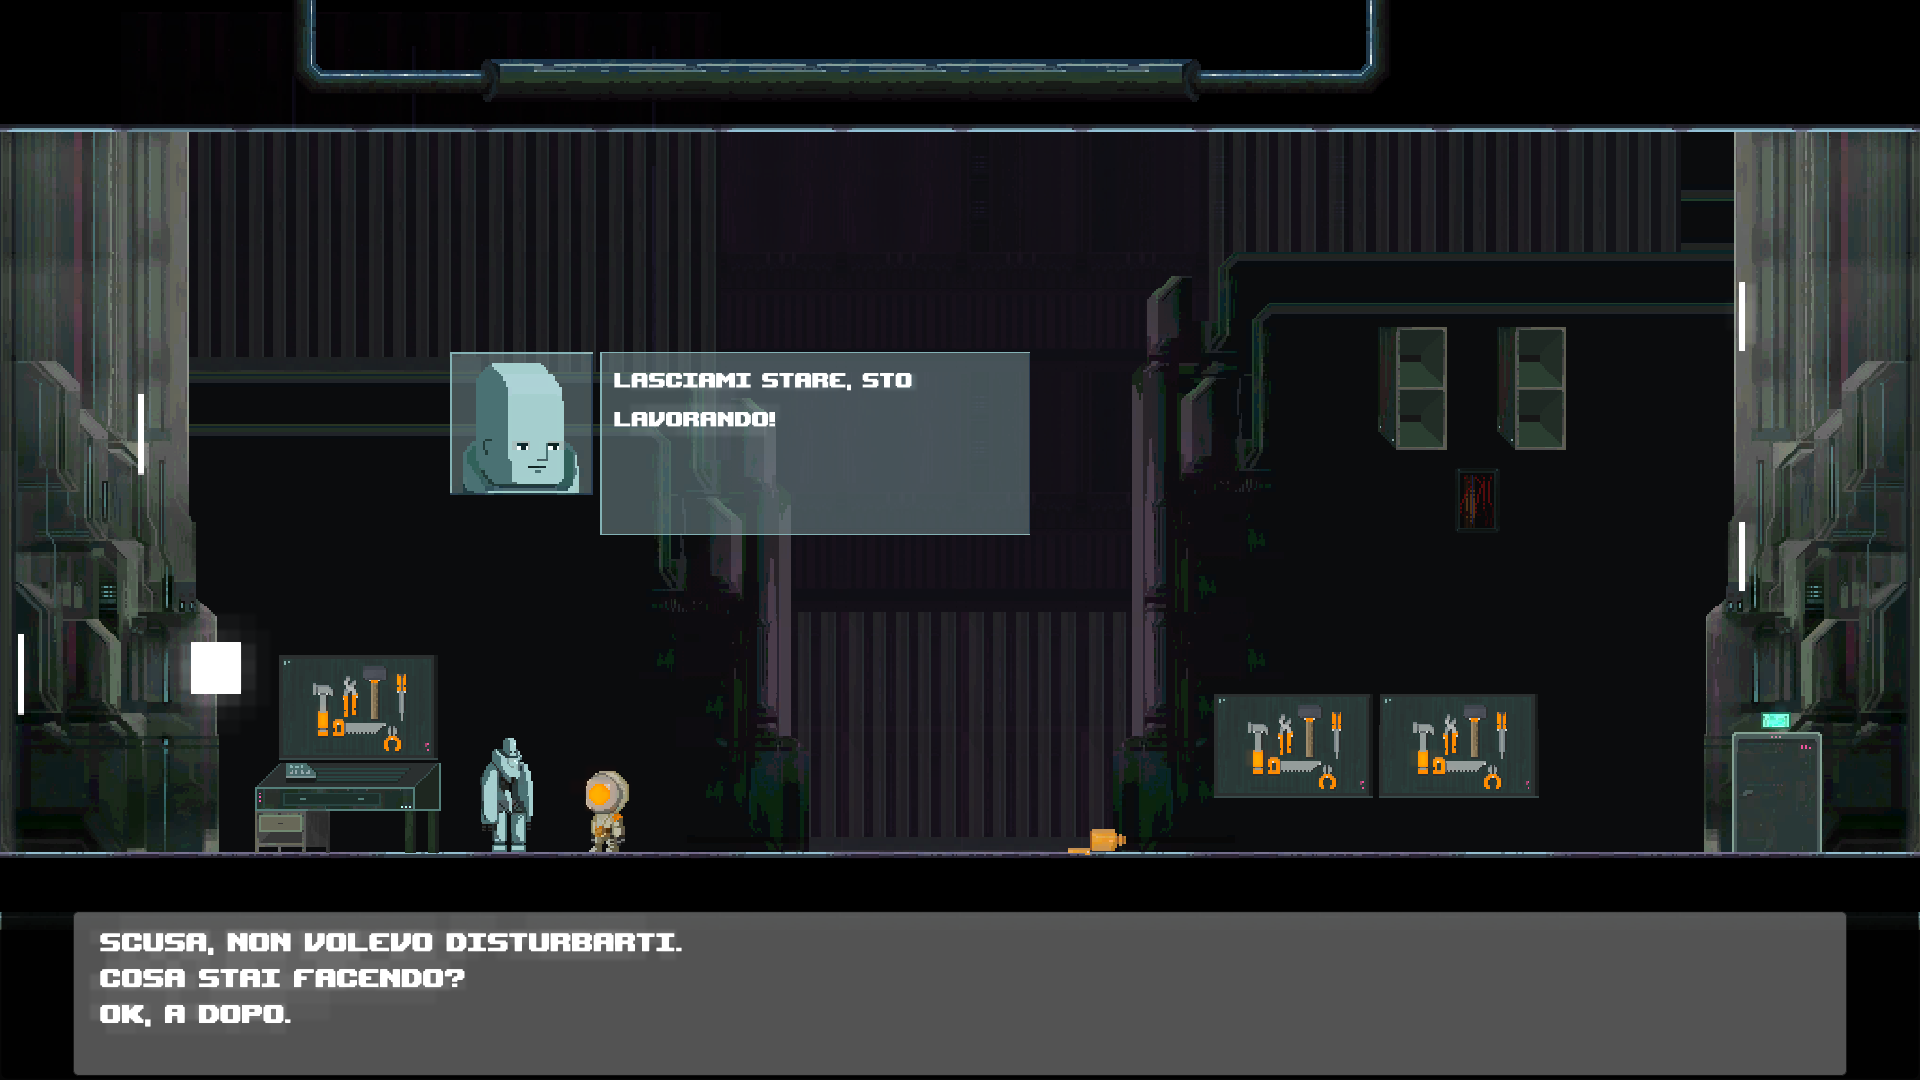 LASCIAMI STARE, STO
LAVORANDO!
SCUSA, NON VOLEVO DISTURBARTI.
COSA STAI FACENDO?
OK, A DOPO.